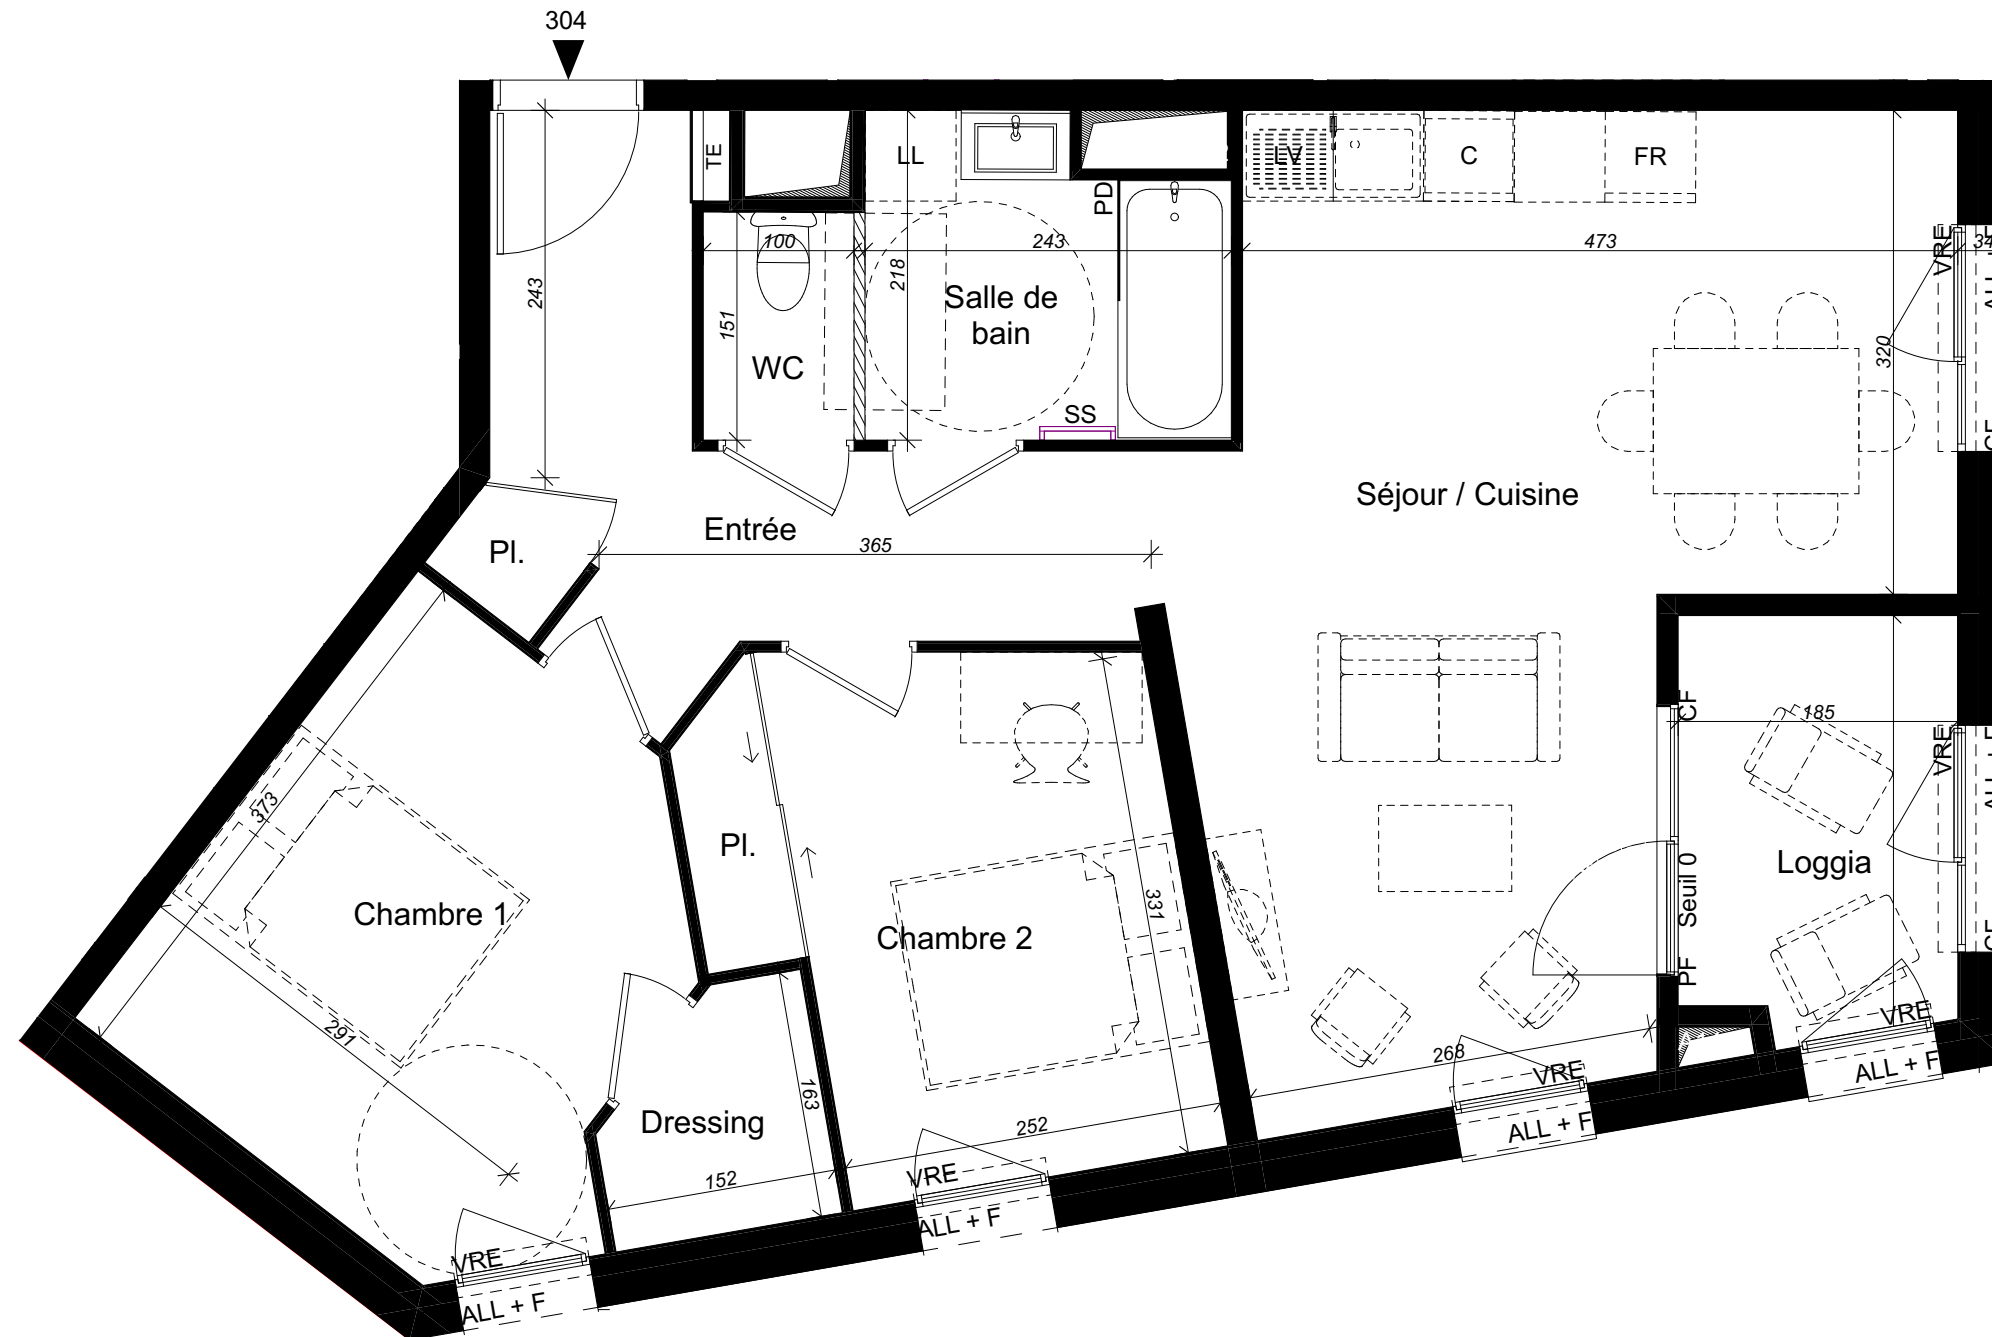 304
TE
LL
PD
LV
C
FR
VRE
100
243
473
34
243
218
151
Salle de
bain
WC
320
SS
CF
Séjour / Cuisine
Entrée
365
Pl.
CF
185
VRE
373
Pl.
Loggia
Seuil 0
331
Chambre 1
Chambre 2
CF
PF
VRE
291
268
VRE
ALL + F
163
Dressing
ALL + F
252
152
VRE
ALL + F
VRE
ALL + F